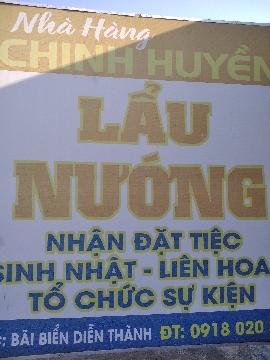 Nhà Hàng
CHINH HUYỀN
LẨU
NƯỚNG
NHẬN ĐẶT TIỆC
SINH NHẬT - LIÊN HOA
TỔ CHỨC SỰ KIỆN
C: BÃI BIỂN DIỄN THÀNH ĐT: 0918 020